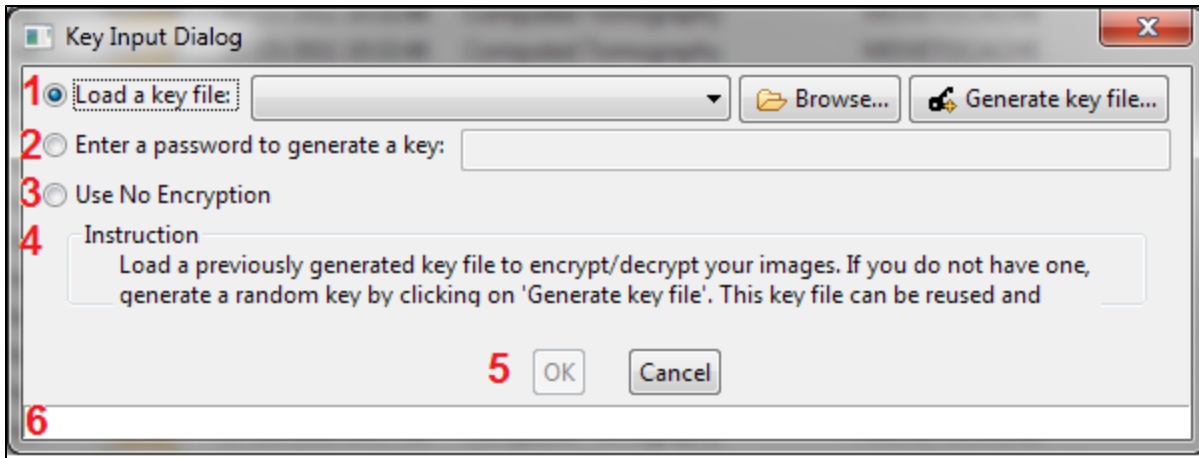 Key Input Dialog
1 Load a key file: Browse... Generate key file...
2 Enter a password to generate a key:
3 Use No Encryption
4 Instruction
Load a previously generated key file to encrypt/decrypt your images. If you do not have one,
generate a random key by clicking on 'Generate key file'. This key file can be reused and
5 OK Cancel
6